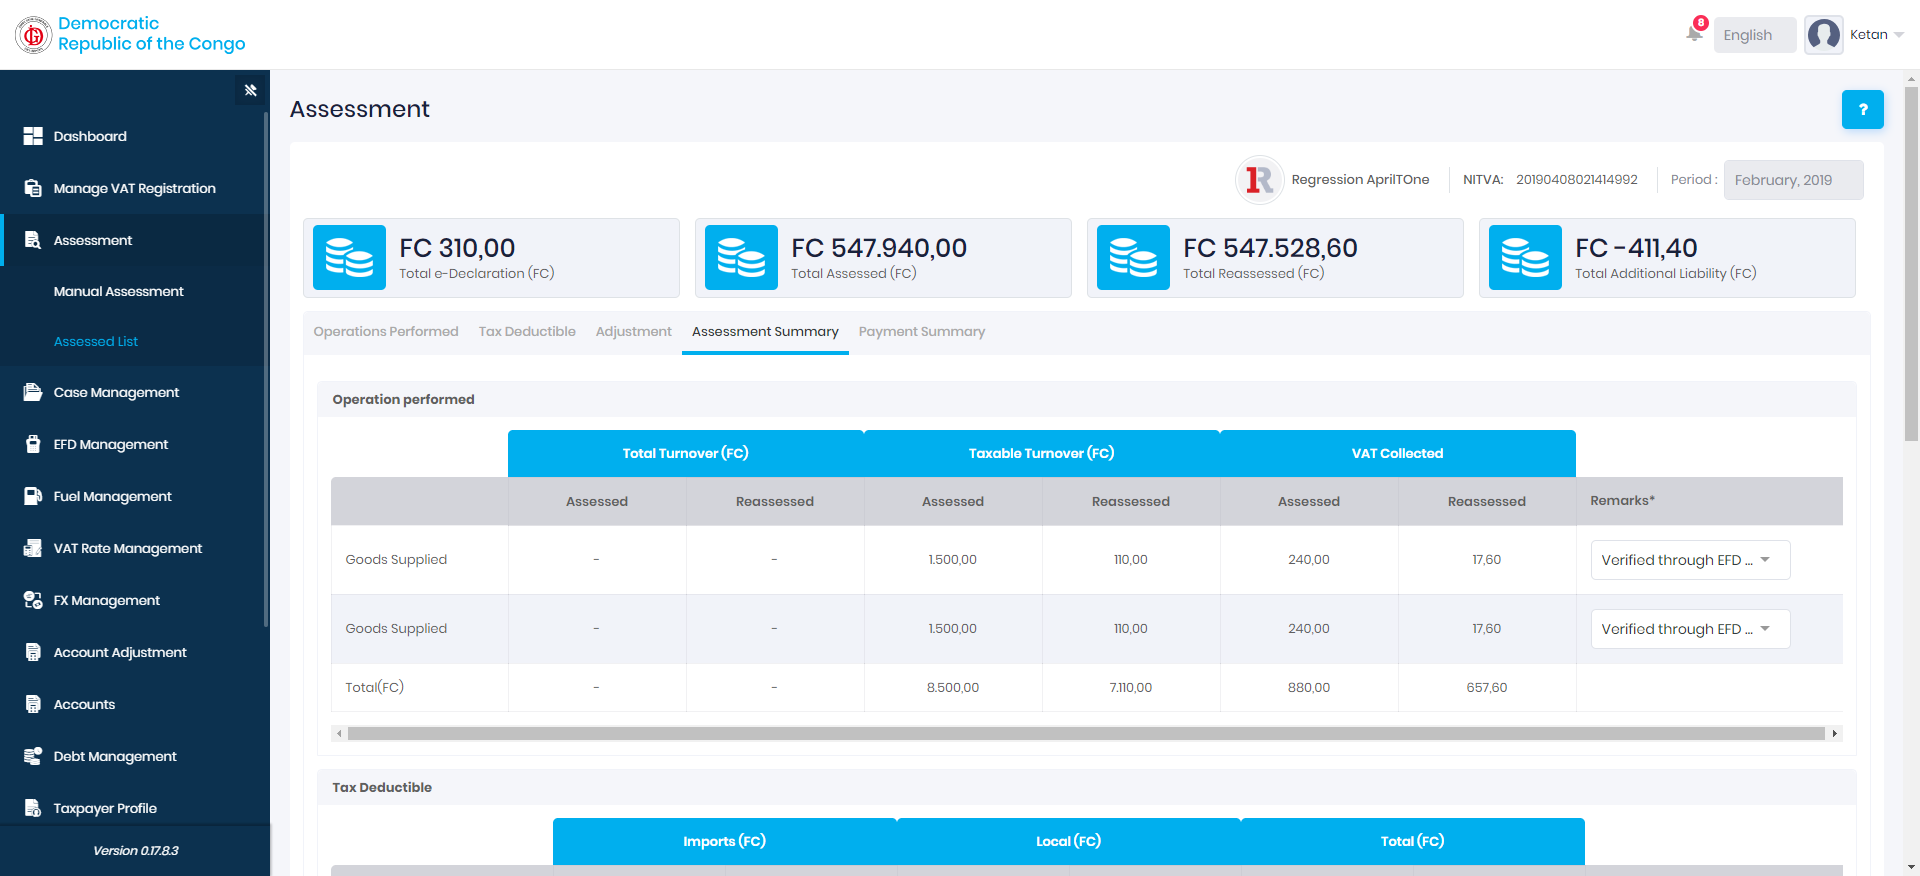 Democratic
Republic of the Congo
8
English
Ketan
Dashboard
Manage VAT Registration
Assessment
Manual Assessment
Assessed List
Case Management
EFD Management
Fuel Management
VAT Rate Management
FX Management
Account Adjustment
Accounts
Debt Management
Taxpayer Profile
Version 0.17.8.3
Assessment
?
1R Regression AprilTOne NITVA: 20190408021414992 Period : February, 2019
FC 310,00
Total e-Declaration (FC)
FC 547.940,00
Total Assessed (FC)
FC 547.528,60
Total Reassessed (FC)
FC -411,40
Total Additional Liability (FC)
Operations Performed Tax Deductible Adjustment Assessment Summary Payment Summary
Operation performed
Total Turnover (FC) Taxable Turnover (FC) VAT Collected
Assessed Reassessed Assessed Reassessed Assessed Reassessed Remarks*
Goods Supplied - - 1.500,00 110,00 240,00 17,60 Verified through EFD ...
Goods Supplied - - 1.500,00 110,00 240,00 17,60 Verified through EFD ...
Total(FC) - - 8.500,00 7.110,00 880,00 657,60
Tax Deductible
Imports (FC) Local (FC) Total (FC)